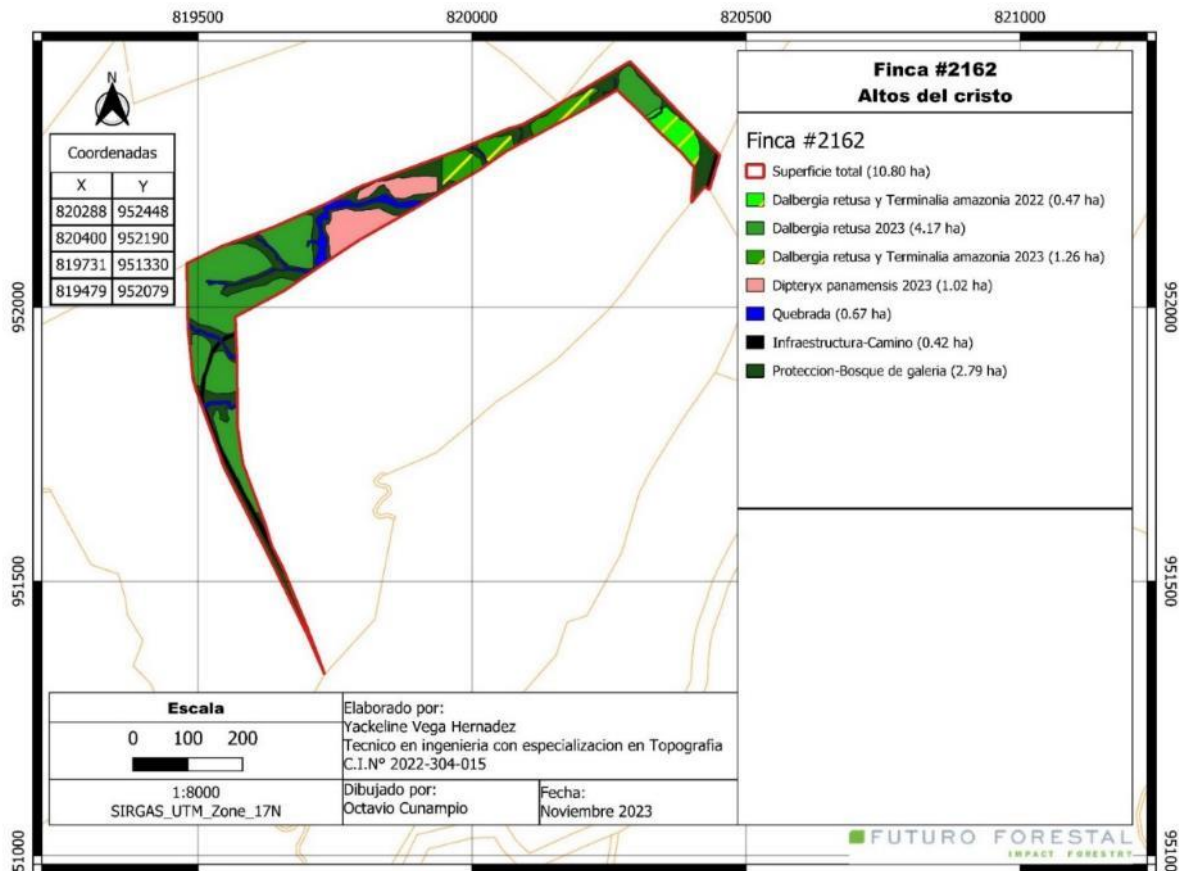 819500
820000
820500
821000
N
Coordenadas
X Y
820288 952448
820400 952190
819731 951330
819479 952079
Finca #2162
Altos del cristo
Finca #2162
Superficie total (10.80 ha)
Dalbergia retusa y Terminalia amazonia 2022 (0.47 ha)
Dalbergia retusa 2023 (4.17 ha)
Dalbergia retusa y Terminalia amazonia 2023 (1.26 ha)
Dipteryx panamensis 2023 (1.02 ha)
Quebrada (0.67 ha)
Infraestructura-Camino (0.42 ha)
Proteccion-Bosque de galeria (2.79 ha)
952000
952000
951500
951500
51000
95100
Escala
0 100 200
1:8000
SIRGAS_UTM_Zone_17N
Elaborado por:
Yackeline Vega Hernadez
Tecnico en ingenieria con especializacion en Topografia
C.I.N° 2022-304-015
Dibujado por:
Octavio Cunampio
Fecha:
Noviembre 2023
FUTURO FORESTAL
IMPACT FORESTRY